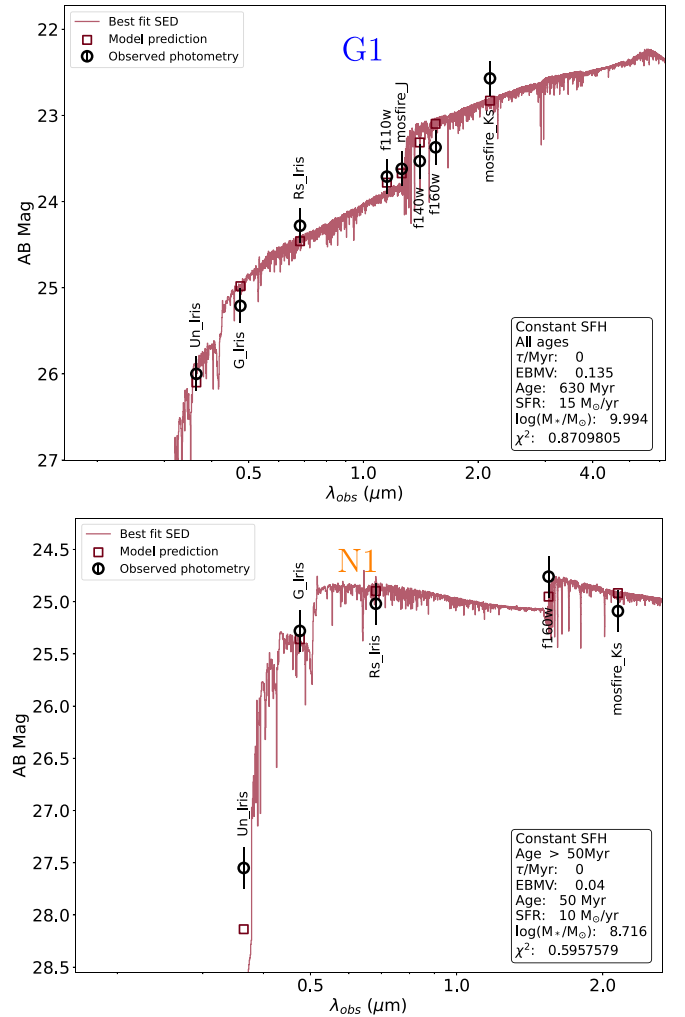 G1
Best fit SED
Model prediction
Observed photometry
22
23
24
25
26
27
AB Mag
Un_Iris
G_Iris
Rs_Iris
f110w
mosfire_J
f140w
f160w
mosfire_Ks
Constant SFH
All ages
τ/Myr: 0
EBMV: 0.135
Age: 630 Myr
SFR: 15 M⊙/yr
log(M*/M⊙): 9.994
χ²: 0.8709805
0.5 1.0 2.0 4.0
λobs (μm)
N1
Best fit SED
Model prediction
Observed photometry
24.5
25.0
25.5
26.0
26.5
27.0
27.5
28.0
28.5
AB Mag
Un_Iris
G_Iris
Rs_Iris
f160w
mosfire_Ks
Constant SFH
Age > 50Myr
τ/Myr: 0
EBMV: 0.04
Age: 50 Myr
SFR: 10 M⊙/yr
log(M*/M⊙): 8.716
χ²: 0.5957579
0.5 1.0 2.0
λobs (μm)